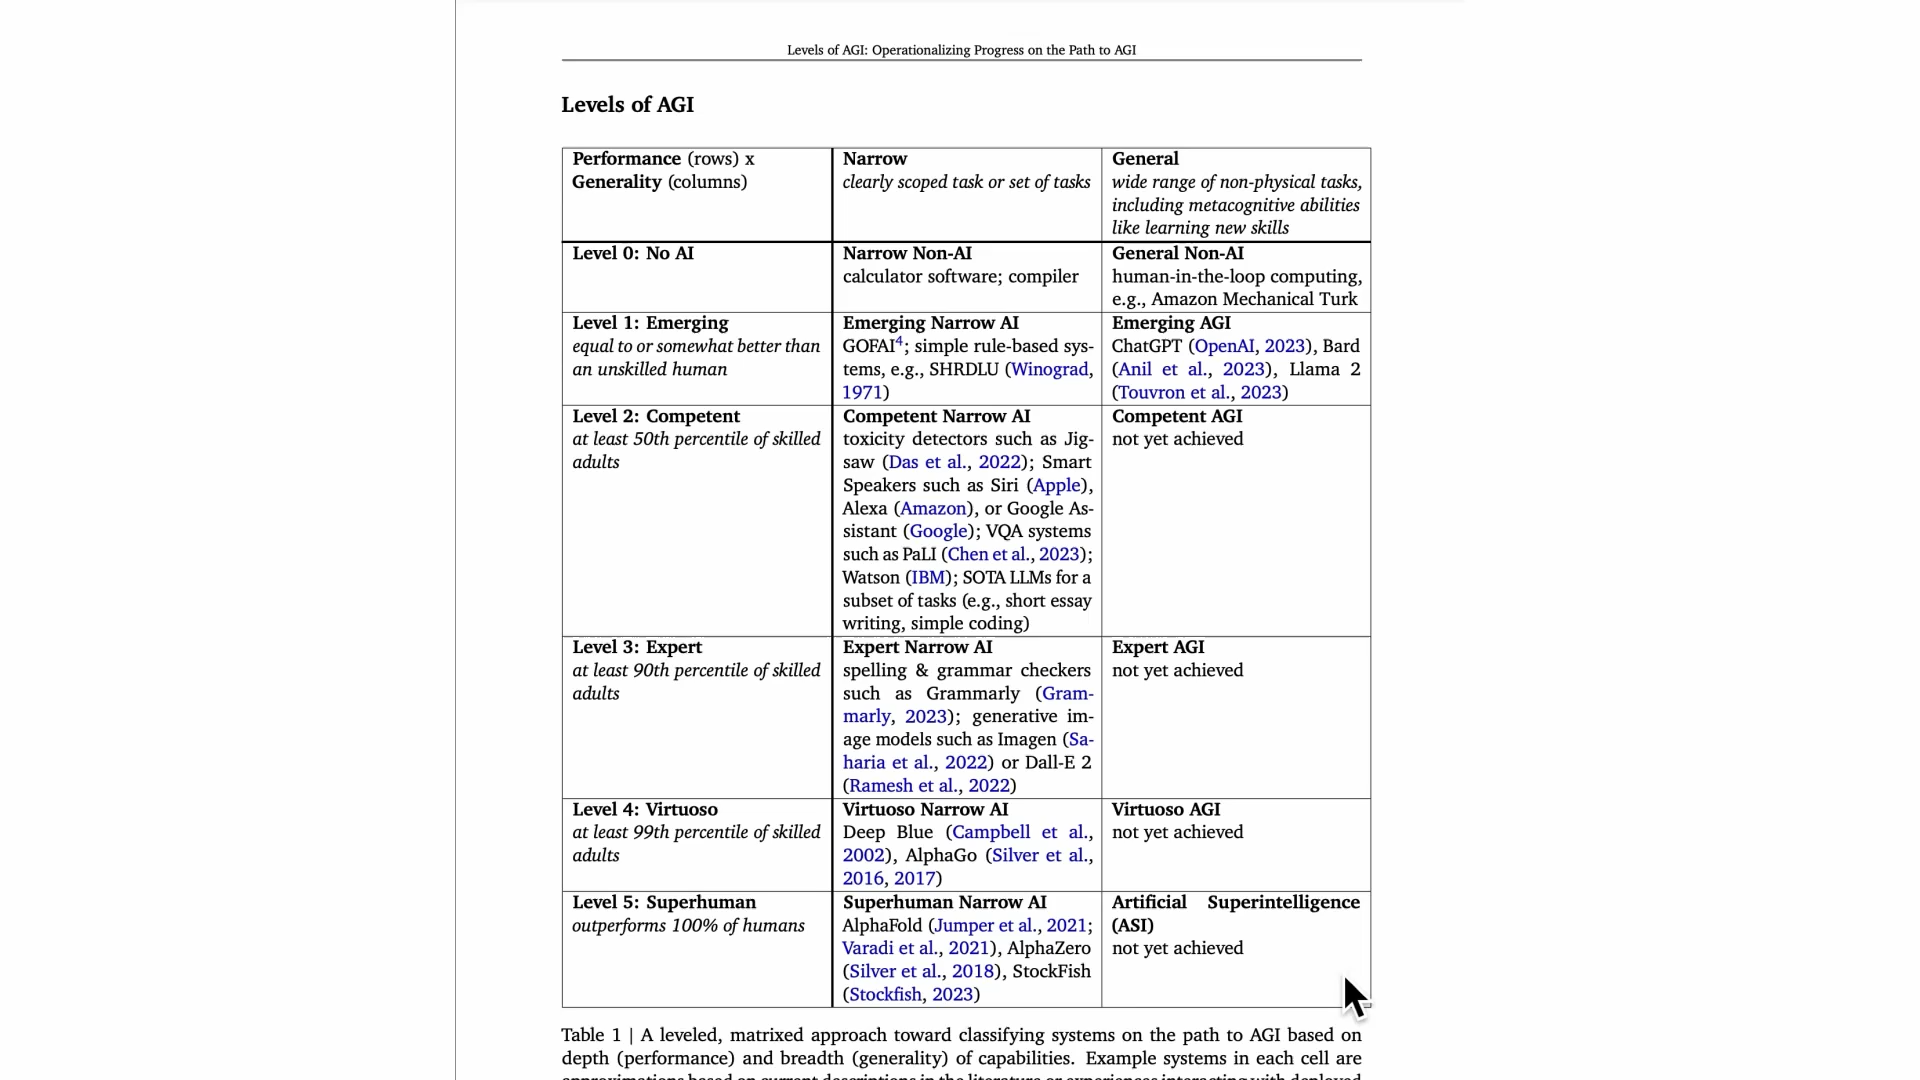 Levels of AGI: Operationalizing Progress on the Path to AGI
Levels of AGI
Performance (rows) x
Generality (columns)
Narrow
clearly scoped task or set of tasks
General
wide range of non-physical tasks,
including metacognitive abilities
like learning new skills
Level 0: No AI
Narrow Non-AI
calculator software; compiler
General Non-AI
human-in-the-loop computing,
e.g., Amazon Mechanical Turk
Level 1: Emerging
equal to or somewhat better than
an unskilled human
Emerging Narrow AI
GOFAI4; simple rule-based sys-
tems, e.g., SHRDLU (Winograd,
1971)
Emerging AGI
ChatGPT (OpenAI, 2023), Bard
(Anil et al., 2023), Llama 2
(Touvron et al., 2023)
Level 2: Competent
at least 50th percentile of skilled
adults
Competent Narrow AI
toxicity detectors such as Jig-
saw (Das et al., 2022); Smart
Speakers such as Siri (Apple),
Alexa (Amazon), or Google As-
sistant (Google); VQA systems
such as PaLI (Chen et al., 2023);
Watson (IBM); SOTA LLMs for a
subset of tasks (e.g., short essay
writing, simple coding)
Competent AGI
not yet achieved
Level 3: Expert
at least 90th percentile of skilled
adults
Expert Narrow AI
spelling & grammar checkers
such as Grammarly (Gram-
marly, 2023); generative im-
age models such as Imagen (Sa-
haria et al., 2022) or Dall-E 2
(Ramesh et al., 2022)
Expert AGI
not yet achieved
Level 4: Virtuoso
at least 99th percentile of skilled
adults
Virtuoso Narrow AI
Deep Blue (Campbell et al.,
2002), AlphaGo (Silver et al.,
2016, 2017)
Virtuoso AGI
not yet achieved
Level 5: Superhuman
outperforms 100% of humans
Superhuman Narrow AI
AlphaFold (Jumper et al., 2021;
Varadi et al., 2021), AlphaZero
(Silver et al., 2018), StockFish
(Stockfish, 2023)
Artificial Superintelligence
(ASI)
not yet achieved
Table 1 | A leveled, matrixed approach toward classifying systems on the path to AGI based on
depth (performance) and breadth (generality) of capabilities. Example systems in each cell are
approximations based on current descriptions in the literature or experiences interacting with deployed